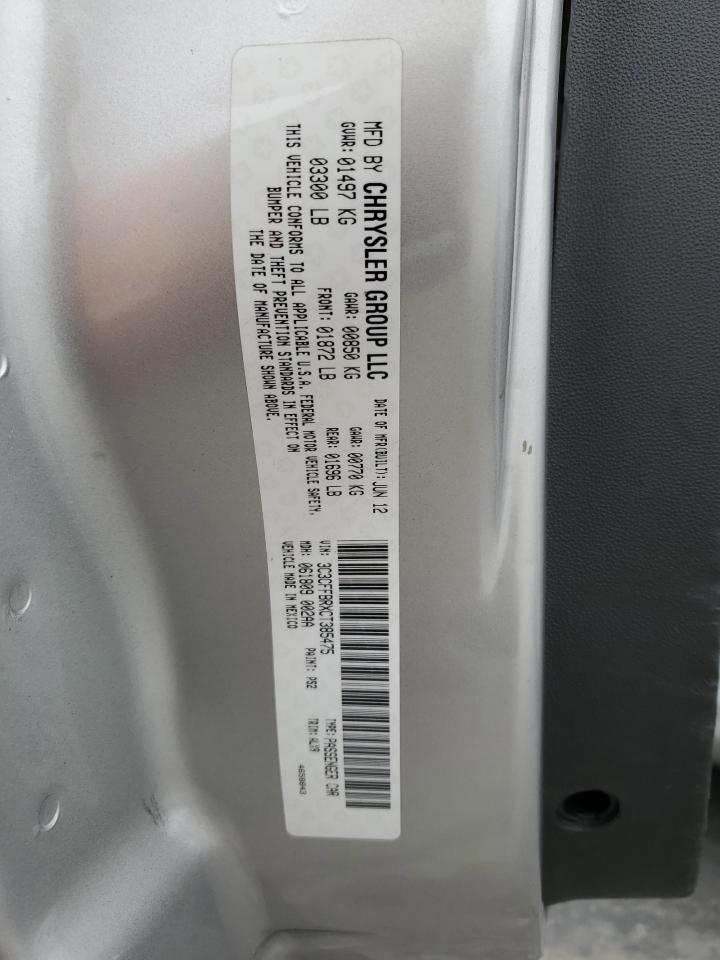 MFD BY CHRYSLER GROUP LLC DATE OF MFR(BUILT): JUN 12
GVWR: 01497 KG GAWR: 00850 KG GAWR: 00770 KG
03300 LB FRONT: 01872 LB REAR: 01696 LB
THIS VEHICLE CONFORMS TO ALL APPLICABLE U.S.A. FEDERAL MOTOR VEHICLE SAFETY,
BUMPER AND THEFT PREVENTION STANDARDS IN EFFECT ON
THE DATE OF MANUFACTURE SHOWN ABOVE.
VIN: 3C3CFFBRXCT385475 TYPE: PASSENGER CAR
MDH: 061809 002AA PAINT: PS2 TRIM: HLX9
VEHICLE MADE IN MEXICO 4658843